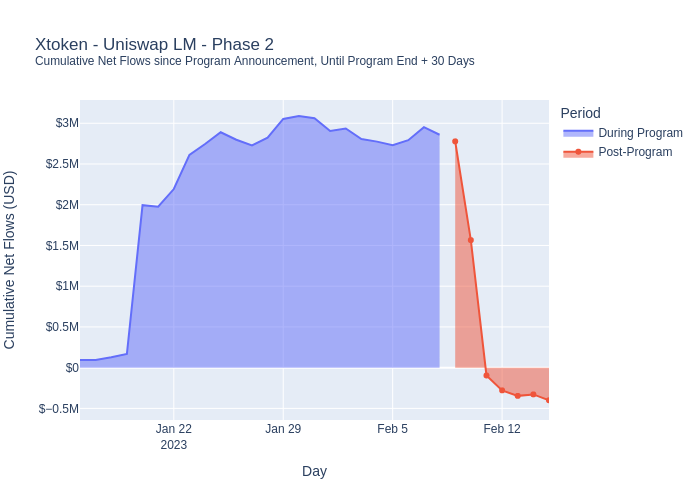 Xtoken - Uniswap LM - Phase 2
Cumulative Net Flows since Program Announcement, Until Program End + 30 Days
Period
During Program
Post-Program
Cumulative Net Flows (USD)
$3M
$2.5M
$2M
$1.5M
$1M
$0.5M
$0
$−0.5M
Jan 22
2023
Jan 29
Feb 5
Feb 12
Day